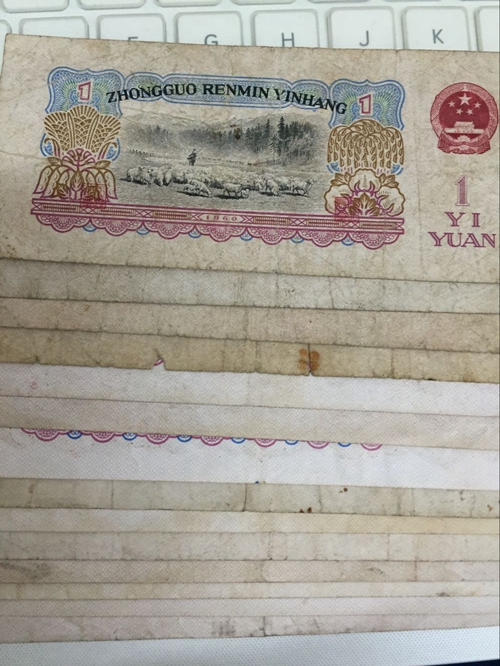 G H J K
1 ZHONGGUO RENMIN YINHANG 1
1960
1
YI
YUAN